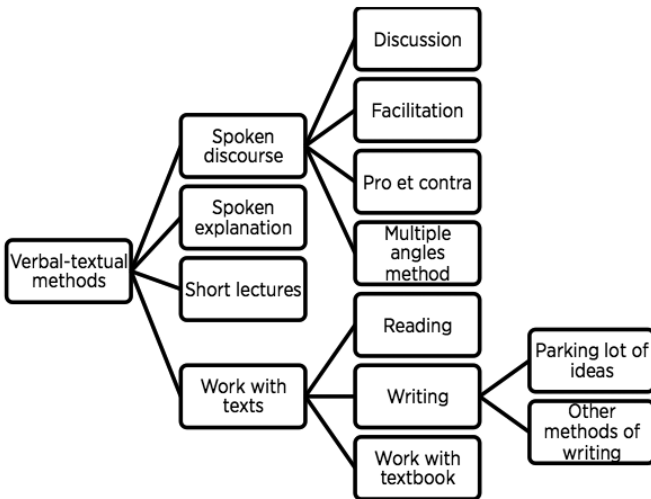 Verbal-textual
methods
Spoken
discourse
Discussion
Facilitation
Pro et contra
Multiple
angles
method
Spoken
explanation
Short lectures
Work with
texts
Reading
Writing
Parking lot of
ideas
Other
methods of
writing
Work with
textbook